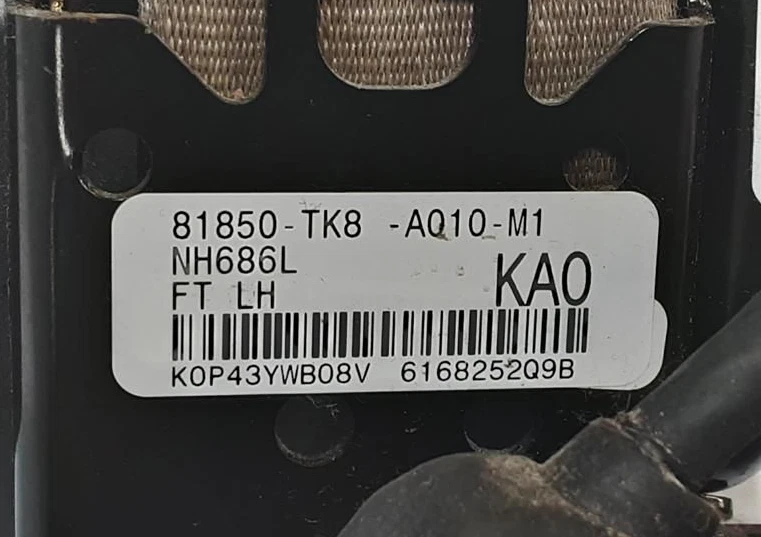 81850-TK8 -A010-M1
NH686L
FT LH
KA0
K0P43YWB08V 6168252Q9B